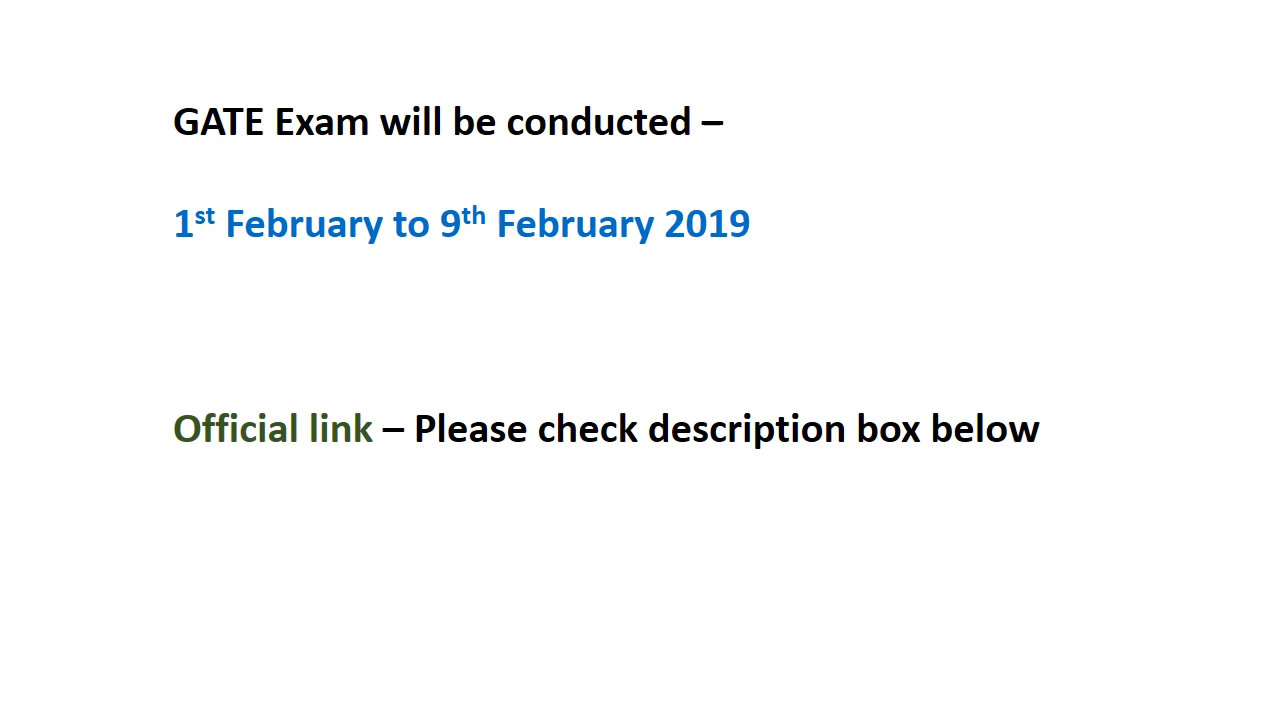 GATE Exam will be conducted –
1st February to 9th February 2019
Official link – Please check description box below